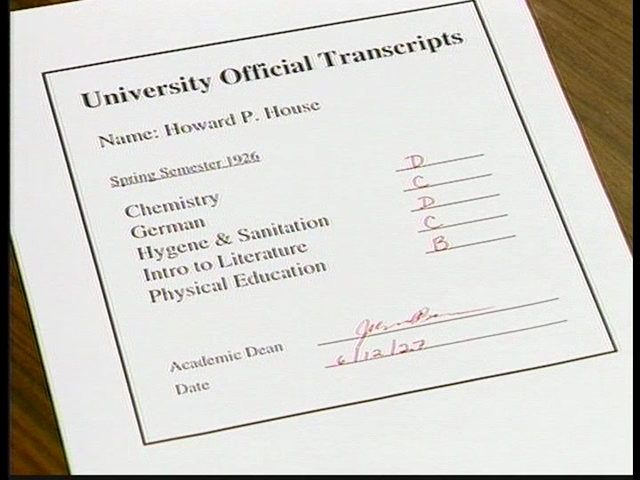 University Official Transcripts
Name: Howard P. House
Spring Semester 1926
Chemistry D
German C
Hygene & Sanitation D
Intro to Literature C
Physical Education B
Academic Dean
Date 6/12/27